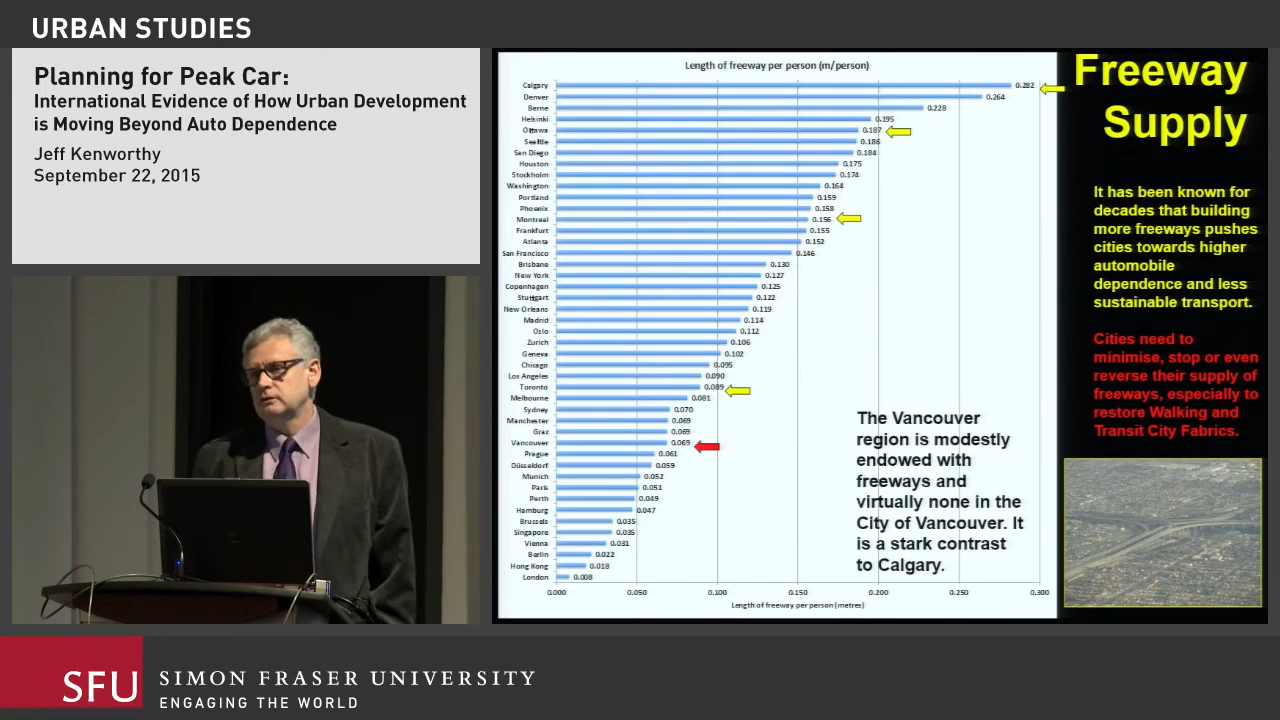 URBAN STUDIES
Planning for Peak Car:
International Evidence of How Urban Development
is Moving Beyond Auto Dependence
Jeff Kenworthy
September 22, 2015
Length of freeway per person (m/person)
Calgary 0.282
Denver 0.264
Berne 0.228
Helsinki 0.195
Ottawa 0.187
Seattle 0.186
San Diego 0.184
Houston 0.175
Stockholm 0.174
Washington 0.164
Portland 0.159
Phoenix 0.158
Montreal 0.156
Frankfurt 0.155
Atlanta 0.152
San Francisco 0.146
Brisbane 0.130
New York 0.127
Copenhagen 0.125
Stuttgart 0.122
New Orleans 0.119
Madrid 0.114
Oslo 0.112
Zurich 0.106
Geneva 0.102
Chicago 0.095
Los Angeles 0.090
Toronto 0.089
Melbourne 0.081
Sydney 0.070
Manchester 0.069
Graz 0.069
Vancouver 0.069
Prague 0.061
Düsseldorf 0.059
Munich 0.052
Paris 0.051
Perth 0.049
Hamburg 0.047
Brussels 0.035
Singapore 0.035
Vienna 0.031
Berlin 0.022
Hong Kong 0.018
London 0.008
0.000 0.050 0.100 0.150 0.200 0.250 0.300
Length of freeway per person (metres)
The Vancouver
region is modestly
endowed with
freeways and
virtually none in the
City of Vancouver. It
is a stark contrast
to Calgary.
Freeway
Supply
It has been known for
decades that building
more freeways pushes
cities towards higher
automobile
dependence and less
sustainable transport.
Cities need to
minimise, stop or even
reverse their supply of
freeways, especially to
restore Walking and
Transit City Fabrics.
SFU
SIMON FRASER UNIVERSITY
ENGAGING THE WORLD